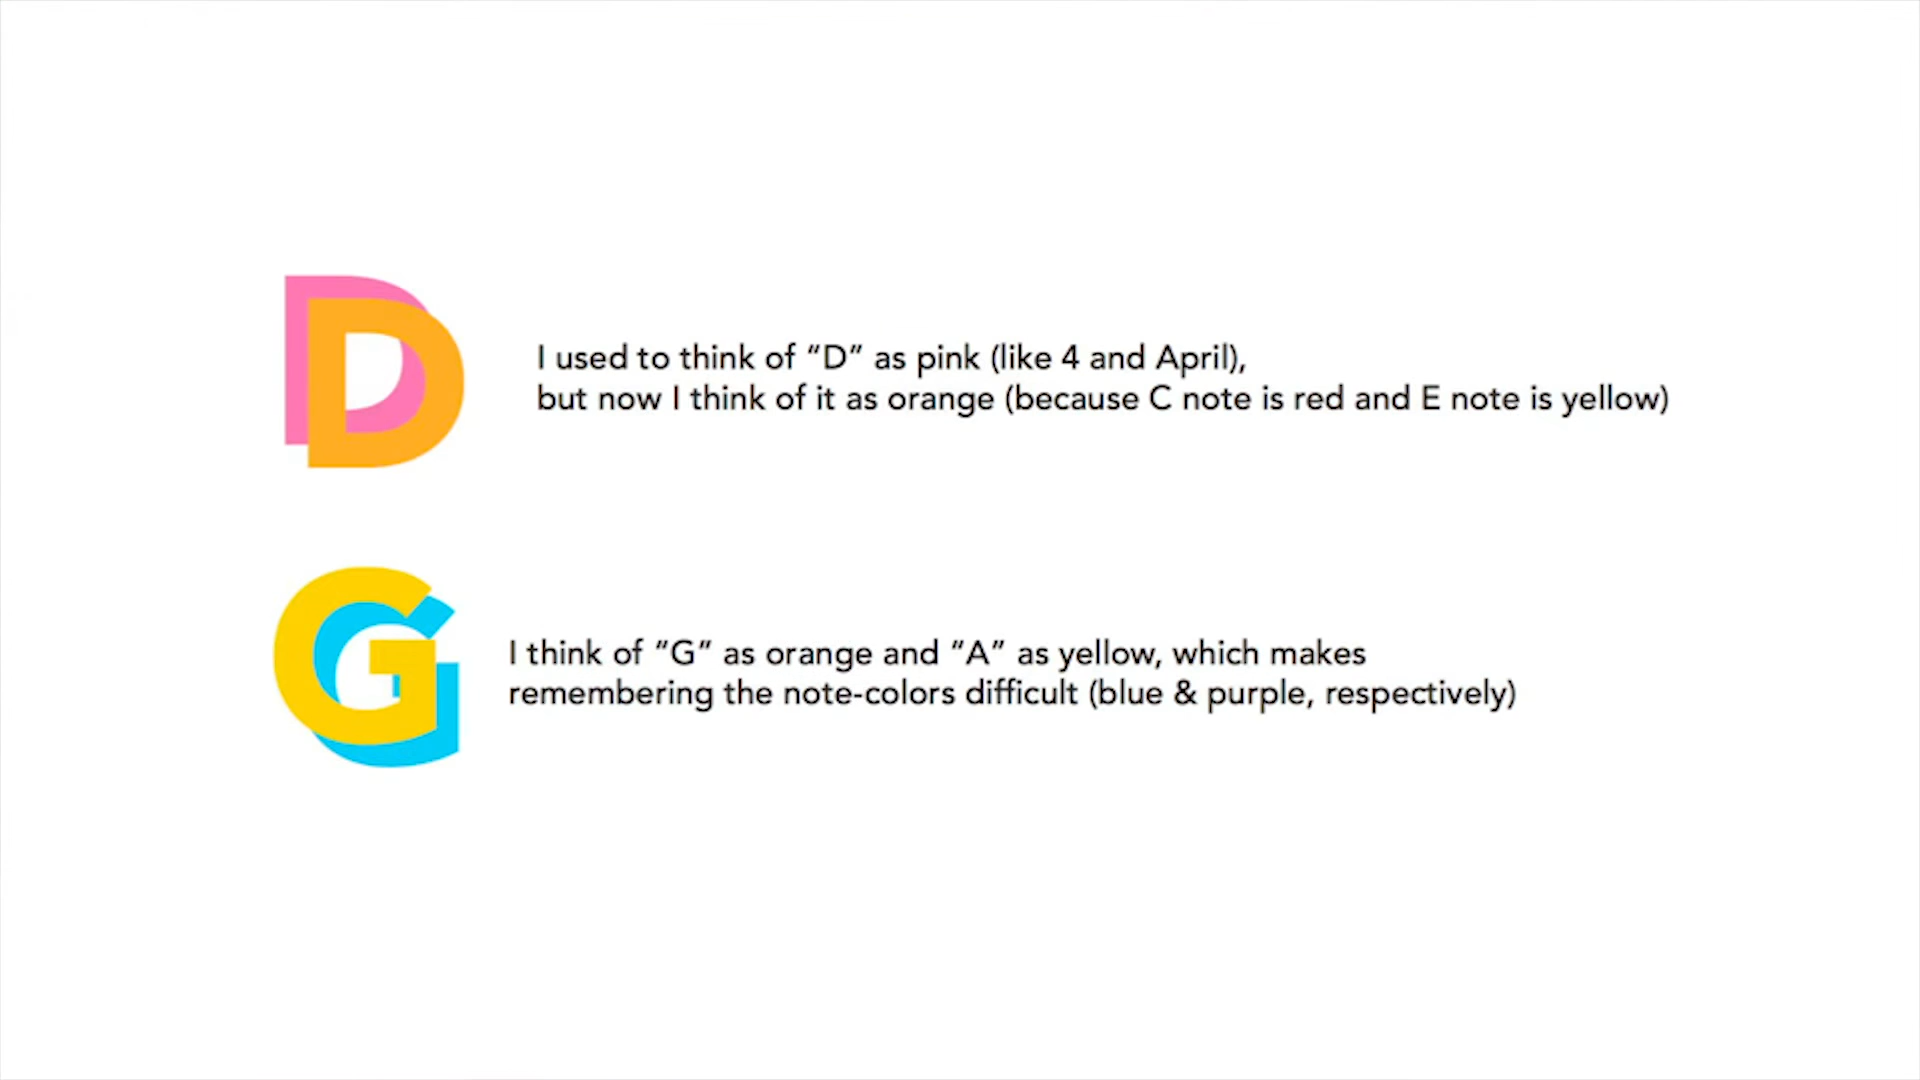 D D
I used to think of “D” as pink (like 4 and April),
but now I think of it as orange (because C note is red and E note is yellow)
G G
I think of “G” as orange and “A” as yellow, which makes
remembering the note-colors difficult (blue & purple, respectively)